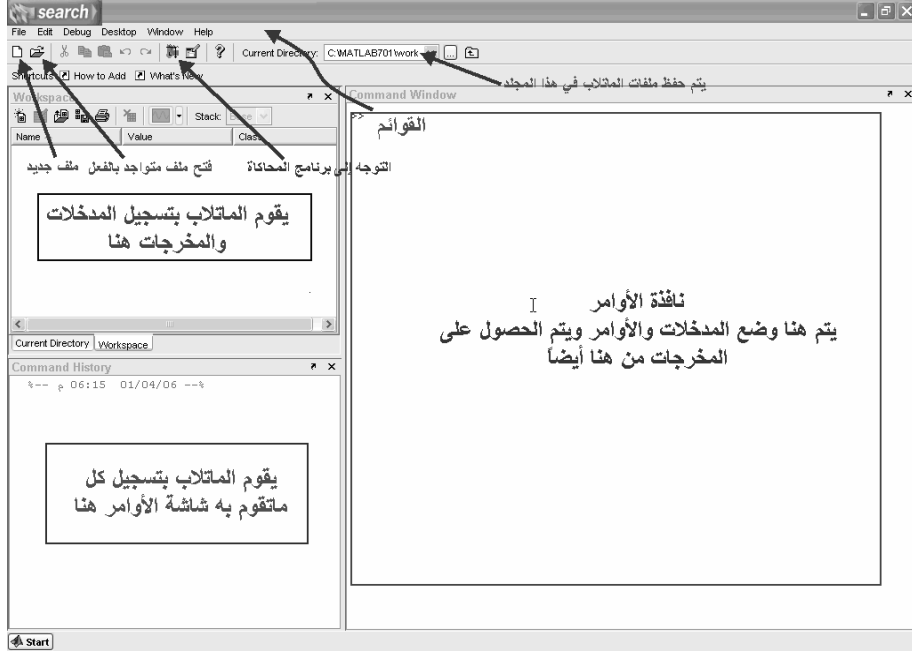 search
File Edit Debug Desktop Window Help
Current Directory: C:\MATLAB701\work
Shortcuts How to Add What's New
يتم حفظ ملفات الماتلاب في هذا المجلد
Workspace
Stack: Base
Name Value Class
ملف جديد
فتح ملف متواجد بالفعل
التوجه إلى برنامج المحاكاة
يقوم الماتلاب بتسجيل المدخلات
والمخرجات هنا
Current Directory Workspace
Command History
%-- م 06:15 01/04/06 --%
يقوم الماتلاب بتسجيل كل
ماتقوم به شاشة الأوامر هنا
Command Window
>>
القوائم
نافذة الأوامر
يتم هنا وضع المدخلات والأوامر ويتم الحصول على
المخرجات من هنا أيضاً
Start